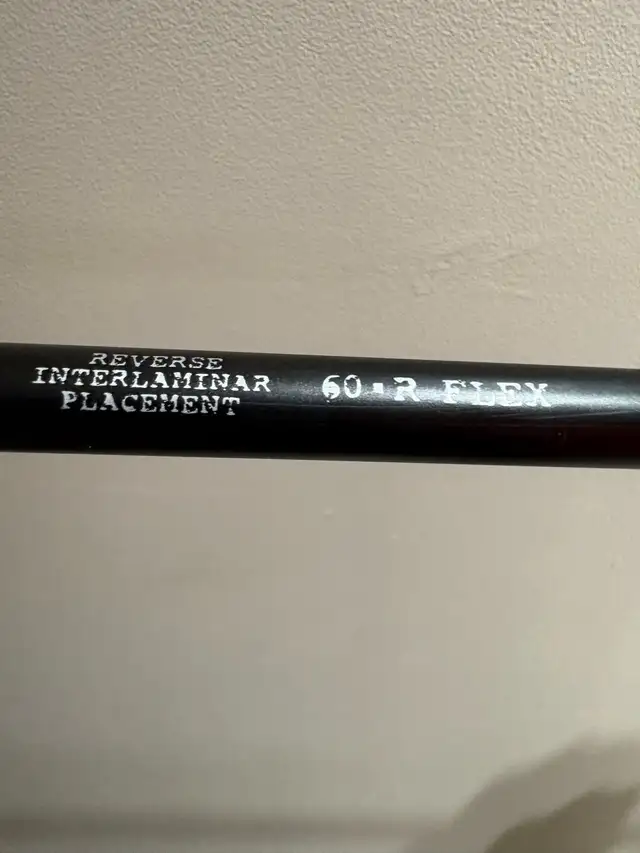 REVERSE
INTERLAMINAR
PLACEMENT
60▪R FLEX